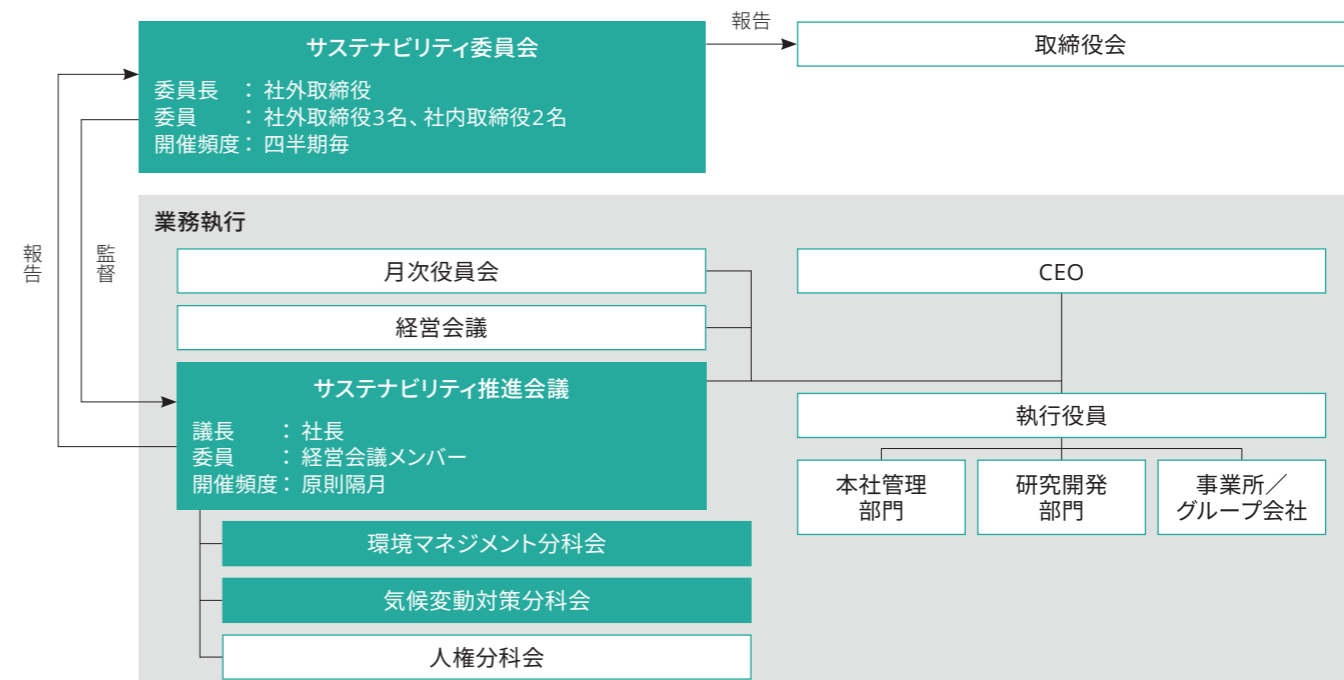 報告
サステナビリティ委員会
委員長 ： 社外取締役
委員 ： 社外取締役3名、社内取締役2名
開催頻度： 四半期毎
取締役会
報告
監督
業務執行
月次役員会
経営会議
サステナビリティ推進会議
議長 ： 社長
委員 ： 経営会議メンバー
開催頻度： 原則隔月
環境マネジメント分科会
気候変動対策分科会
人権分科会
CEO
執行役員
本社管理
部門
研究開発
部門
事業所／
グループ会社